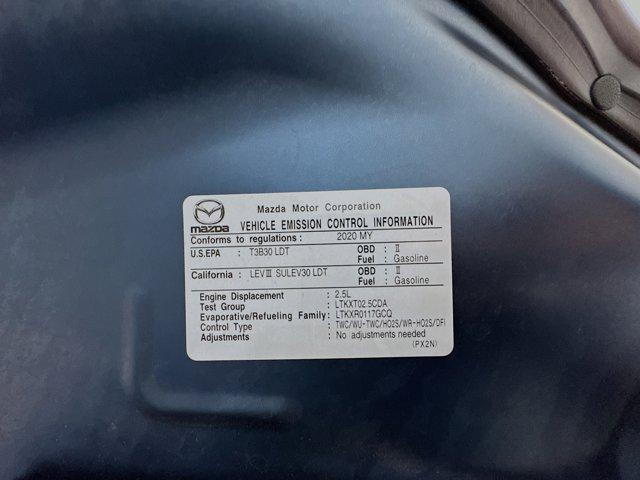 Mazda Motor Corporation
mazda VEHICLE EMISSION CONTROL INFORMATION
Conforms to regulations : 2020 MY
U.S.EPA : T3B30 LDT OBD : II
Fuel : Gasoline
California : LEVIII SULEV30 LDT OBD : II
Fuel : Gasoline
Engine Displacement : 2.5L
Test Group : LTKXT02.5CDA
Evaporative/Refueling Family: LTKXR0117GCQ
Control Type : TWC/WU-TWC/HO2S/WR-HO2S/DFI
Adjustments : No adjustments needed
(PX2N)